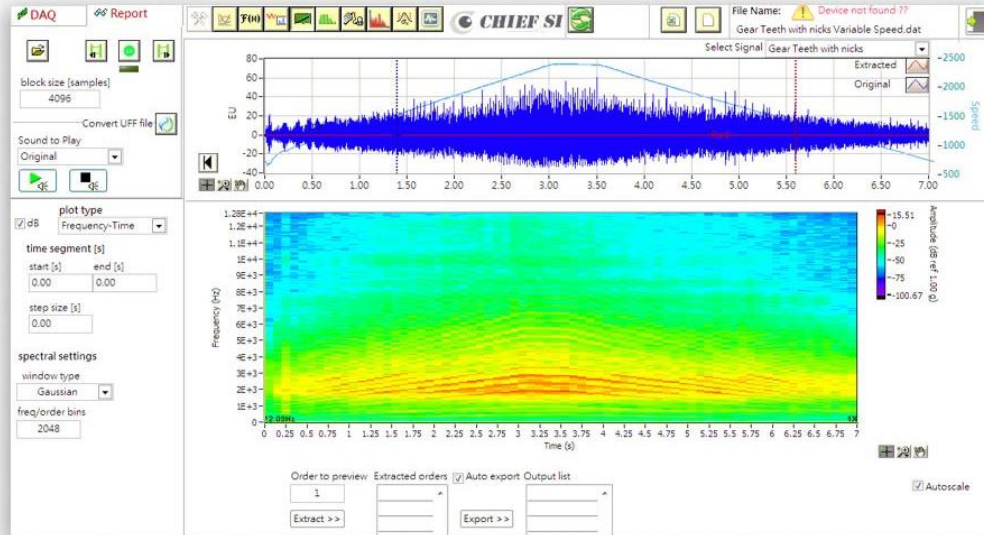 DAQ
Report
F(n)
CHIEF SI
File Name:
Device not found ??
Gear Teeth with nicks Variable Speed.dat
Select Signal Gear Teeth with nicks
block size [samples]
4096
Convert UFF file
Sound to Play
Original
Extracted
Original
EU
80
60
40
20
0
-20
-40
0.00 0.50 1.00 1.50 2.00 2.50 3.00 3.50 4.00 4.50 5.00 5.50 6.00 6.50 7.00
-2500
-2000
-1500
-1000
-500
Speed
plot type
dB Frequency-Time
time segment [s]
start [s] end [s]
0.00 0.00
step size [s]
0.00
spectral settings
window type
Gaussian
freq/order bins
2048
Frequency (Hz)
1.28E+4
1.2E+4
1.1E+4
1E+4
9E+3
8E+3
7E+3
6E+3
5E+3
4E+3
3E+3
2E+3
1E+3
0
0 0.25 0.5 0.75 1 1.25 1.5 1.75 2 2.25 2.5 2.75 3 3.25 3.5 3.75 4 4.25 4.5 4.75 5 5.25 5.5 5.75 6 6.25 6.5 6.75 7
Time (s)
15.51
-25
-50
-75
-100.67
Amplitude (dB ref 1.00 g)
Order to preview Extracted orders Auto export Output list
1
Extract >> Export >>
Autoscale